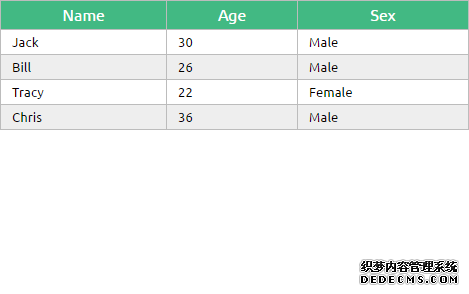 Name Age Sex
Jack 30 Male
Bill 26 Male
Tracy 22 Female
Chris 36 Male
织梦内容管理系统
DEDECMS.COM